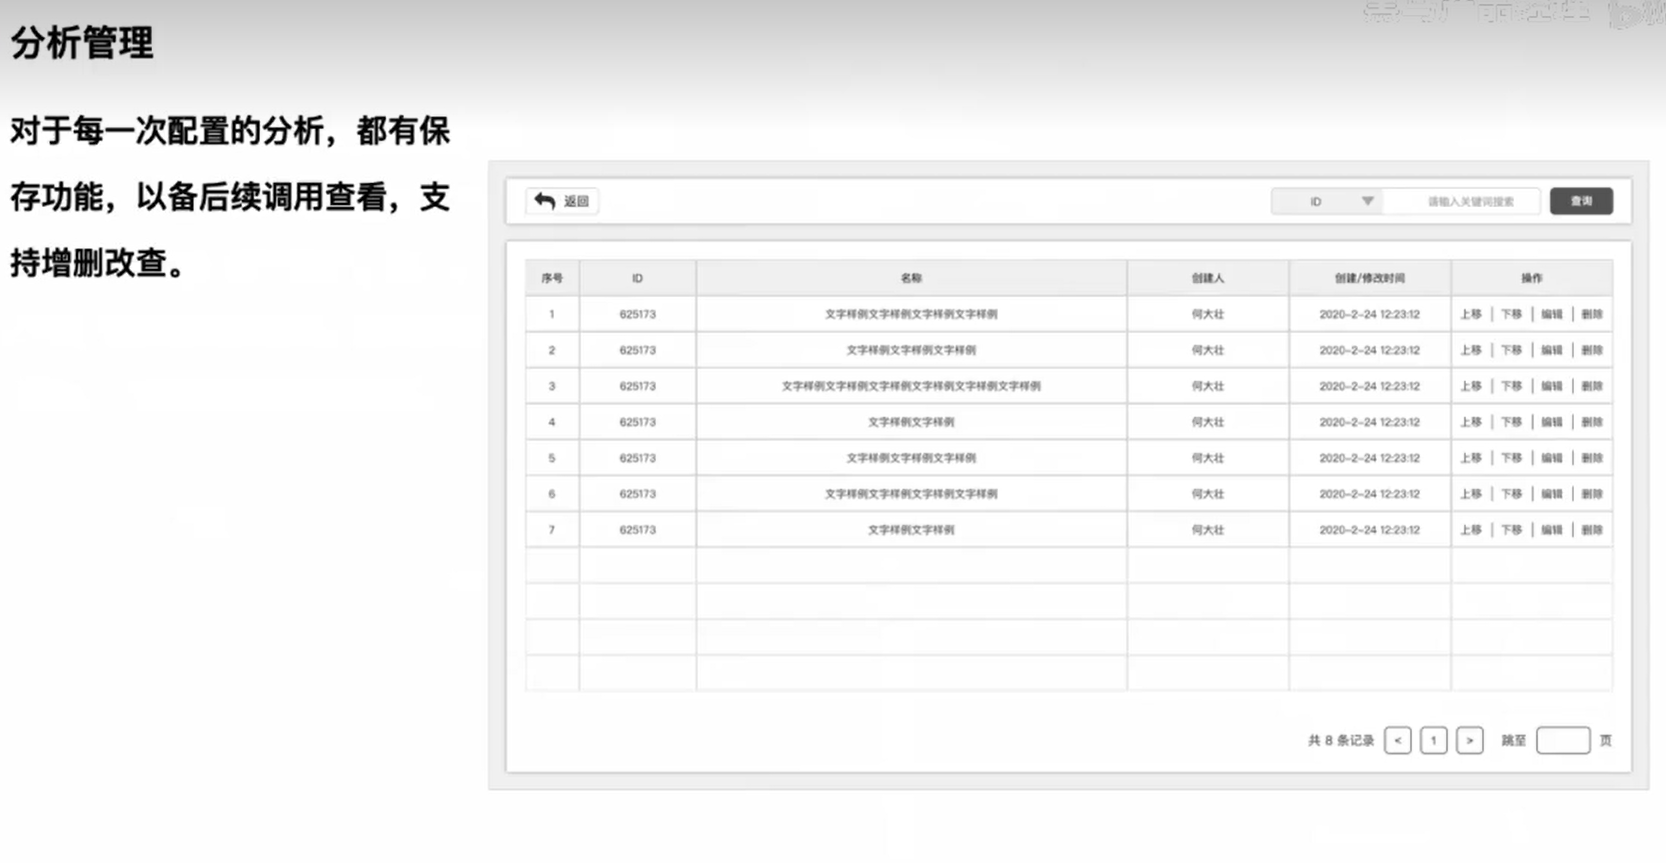 分析管理
对于每一次配置的分析，都有保
存功能，以备后续调用查看，支
持增删改查。
返回 ID 请输入关键词搜索 查询
序号 ID 名称 创建人 创建/修改时间 操作
1 625173 文字样例文字样例文字样例文字样例 何大壮 2020-2-24 12:23:12 上移 | 下移 | 编辑 | 删除
2 625173 文字样例文字样例文字样例 何大壮 2020-2-24 12:23:12 上移 | 下移 | 编辑 | 删除
3 625173 文字样例文字样例文字样例文字样例文字样例文字样例 何大壮 2020-2-24 12:23:12 上移 | 下移 | 编辑 | 删除
4 625173 文字样例文字样例 何大壮 2020-2-24 12:23:12 上移 | 下移 | 编辑 | 删除
5 625173 文字样例文字样例文字样例 何大壮 2020-2-24 12:23:12 上移 | 下移 | 编辑 | 删除
6 625173 文字样例文字样例文字样例文字样例 何大壮 2020-2-24 12:23:12 上移 | 下移 | 编辑 | 删除
7 625173 文字样例文字样例 何大壮 2020-2-24 12:23:12 上移 | 下移 | 编辑 | 删除
共 8 条记录 < 1 > 跳至 页